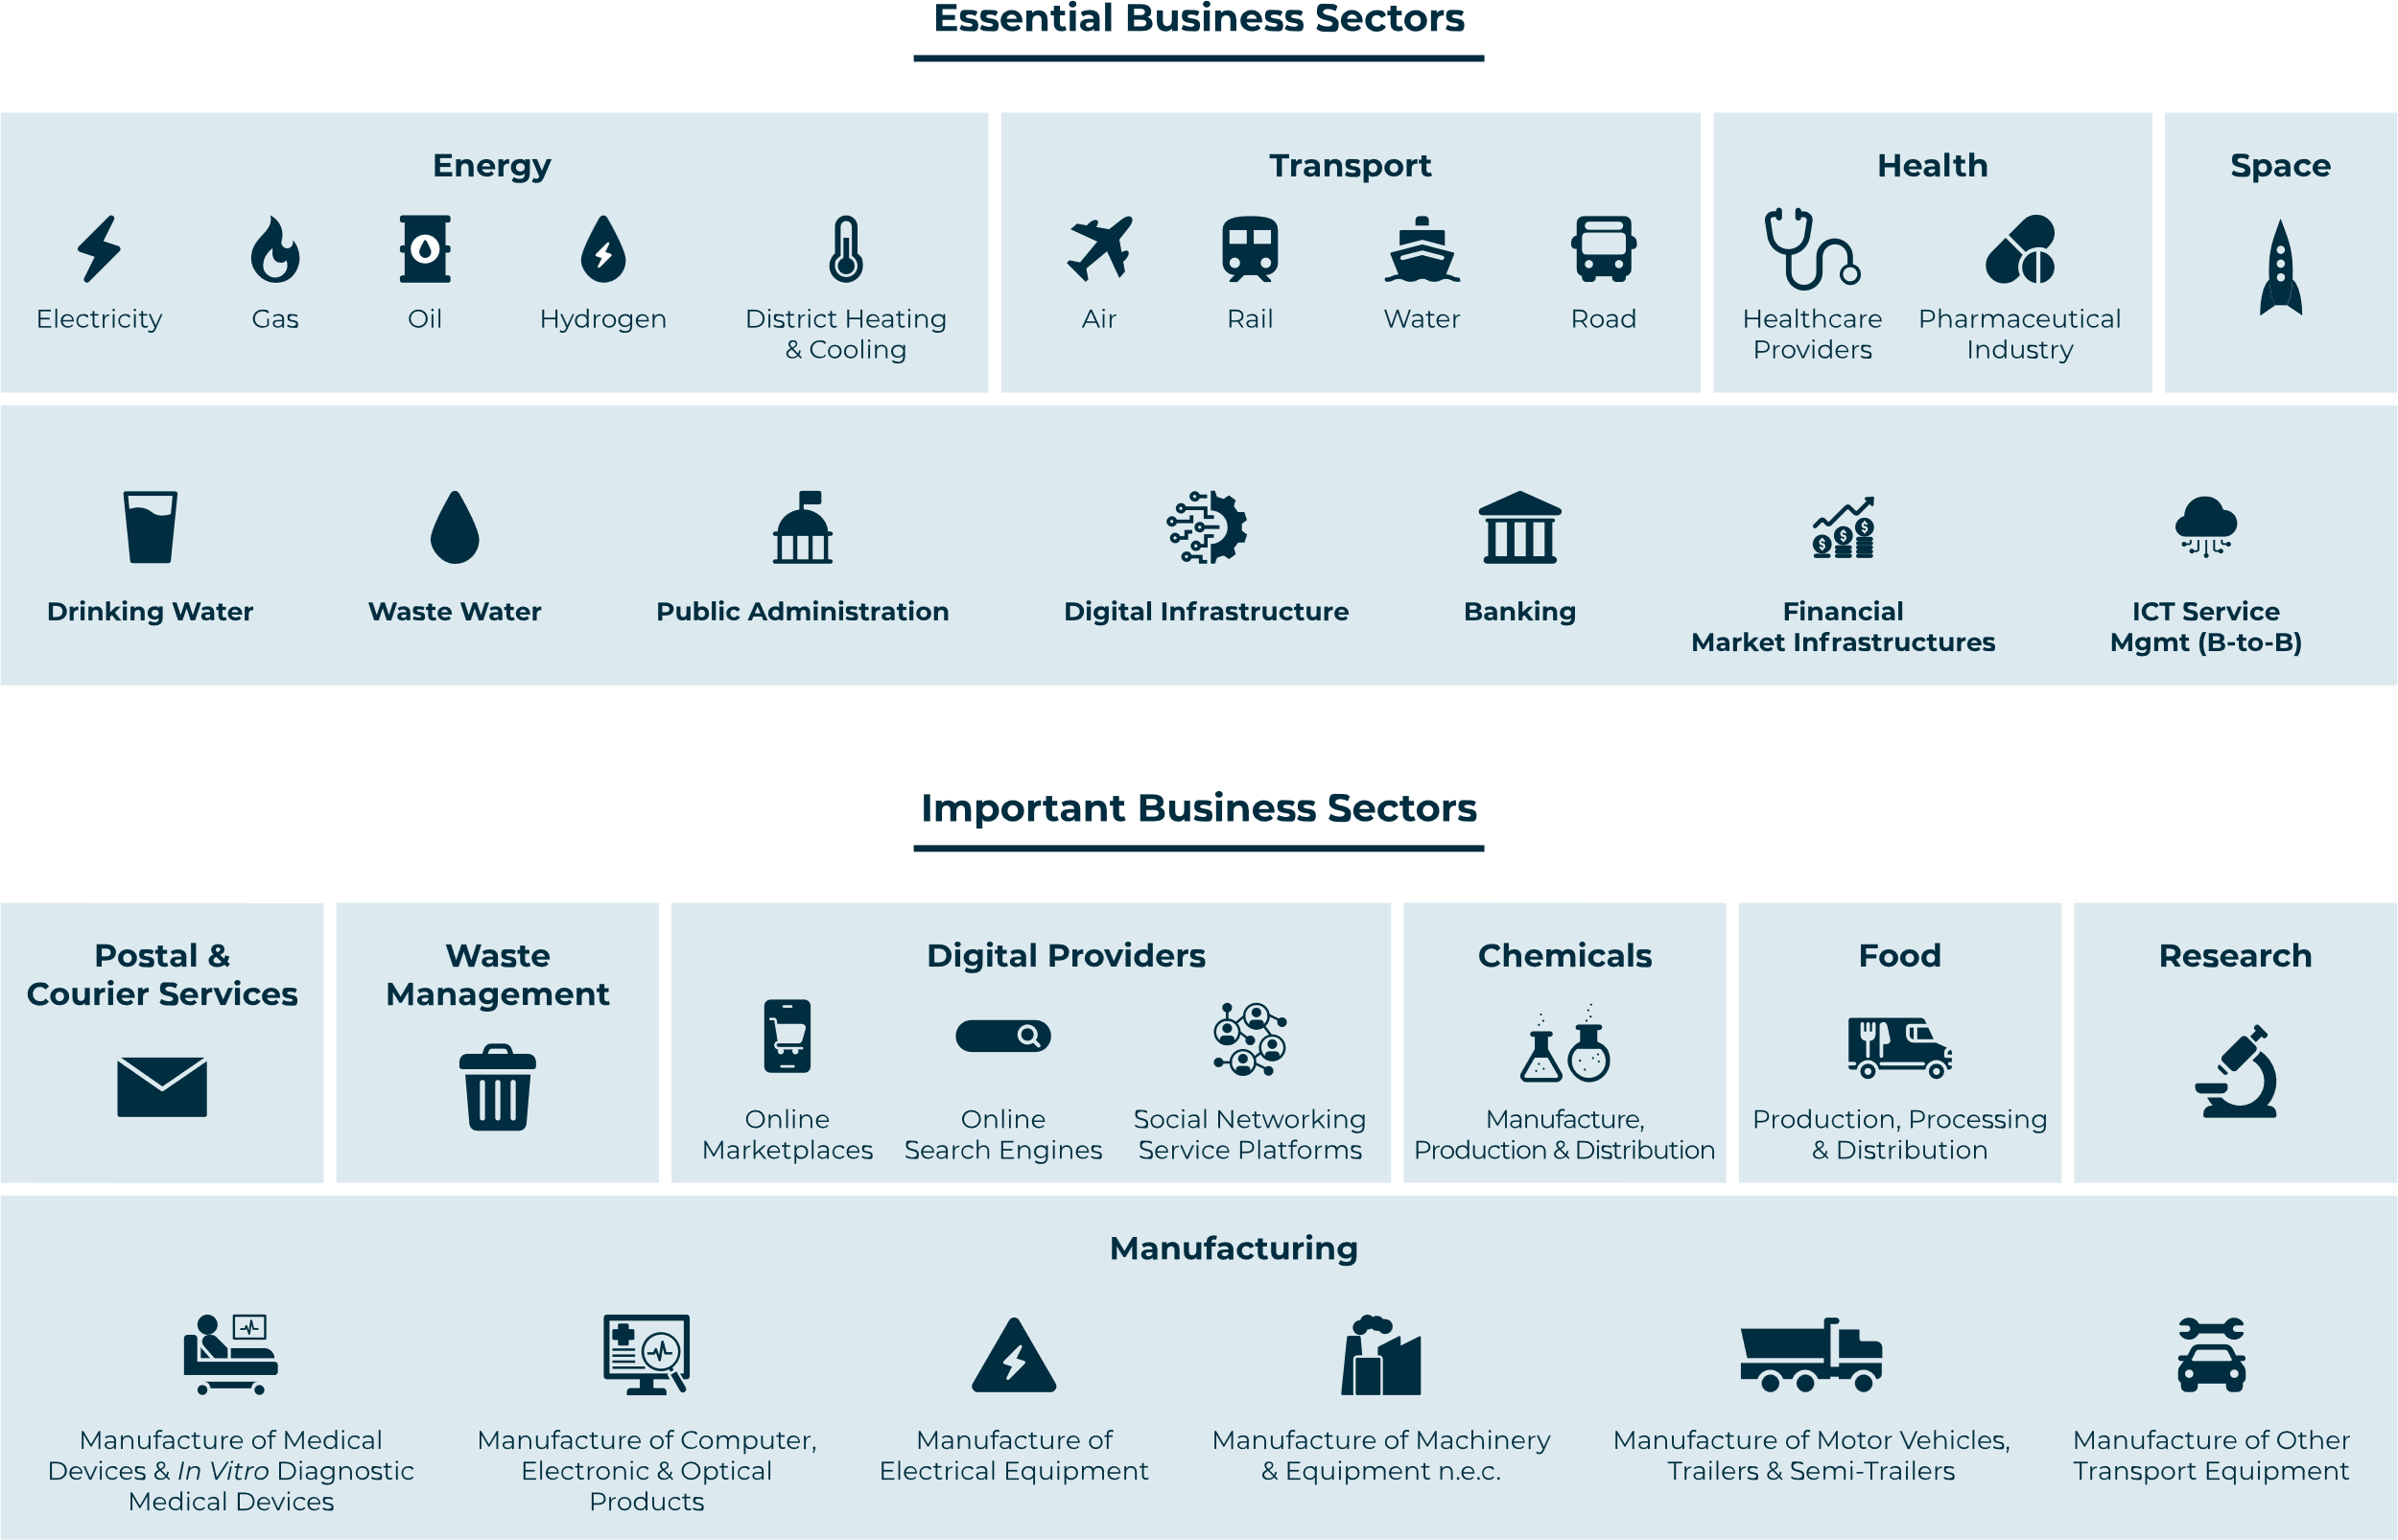 Essential Business Sectors
Energy
Electricity
Gas
Oil
Hydrogen
District Heating
& Cooling
Transport
Air
Rail
Water
Road
Health
Healthcare
Providers
Pharmaceutical
Industry
Space
Drinking Water
Waste Water
Public Administration
Digital Infrastructure
Banking
Financial
Market Infrastructures
ICT Service
Mgmt (B-to-B)
Important Business Sectors
Postal &
Courier Services
Waste
Management
Digital Providers
Online
Marketplaces
Online
Search Engines
Social Networking
Service Platforms
Chemicals
Manufacture,
Production & Distribution
Food
Production, Processing
& Distribution
Research
Manufacturing
Manufacture of Medical
Devices & In Vitro Diagnostic
Medical Devices
Manufacture of Computer,
Electronic & Optical
Products
Manufacture of
Electrical Equipment
Manufacture of Machinery
& Equipment n.e.c.
Manufacture of Motor Vehicles,
Trailers & Semi-Trailers
Manufacture of Other
Transport Equipment